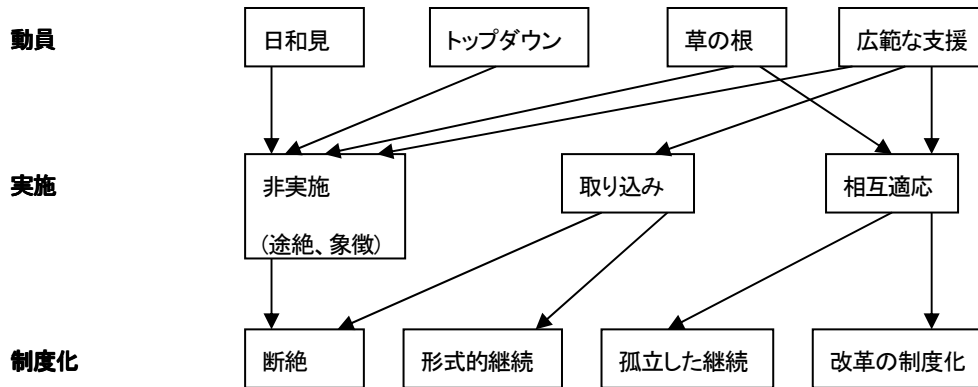 動員 日和見 トップダウン 草の根 広範な支援
実施 非実施 取り込み 相互適応
(途絶、象徴)
制度化 断絶 形式的継続 孤立した継続 改革の制度化